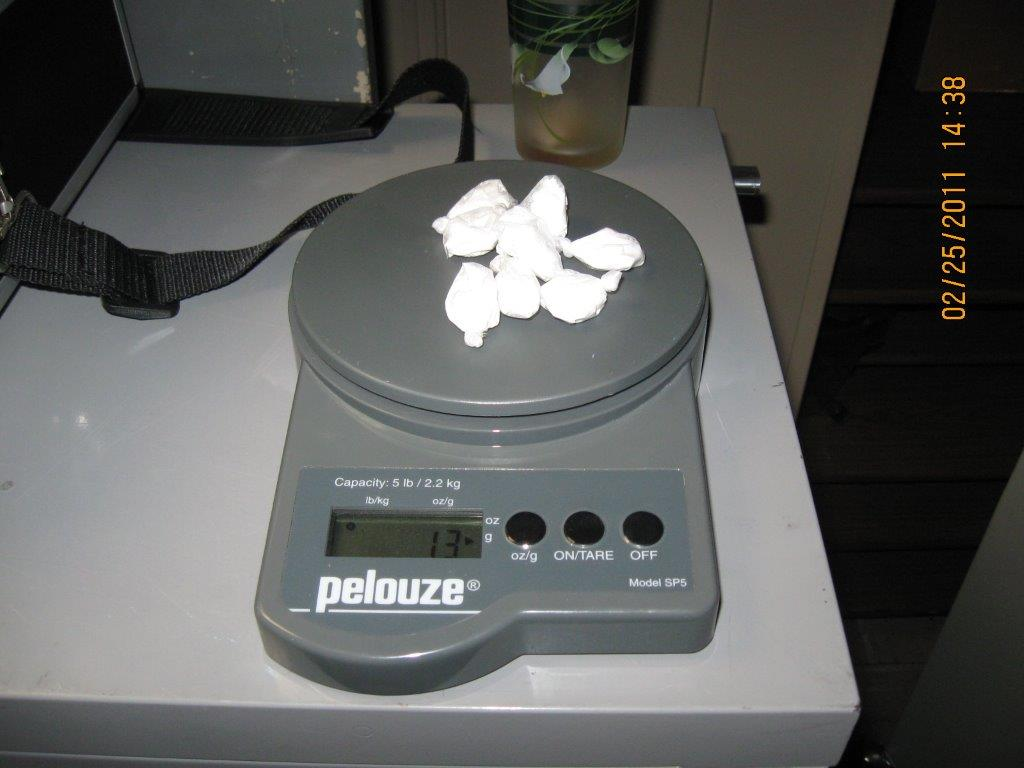 02/25/2011 14:38
Capacity: 5 lb / 2.2 kg
lb/kg oz/g
13
oz
g
oz/g ON/TARE OFF
pelouze®
Model SP5